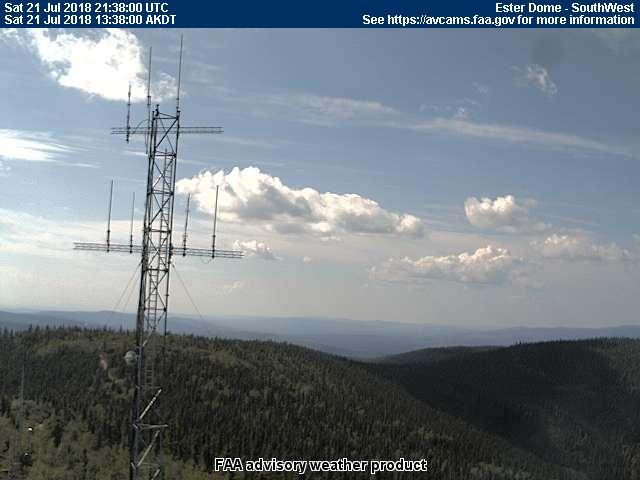 Sat 21 Jul 2018 21:38:00 UTC
Ester Dome - SouthWest
Sat 21 Jul 2018 13:38:00 AKDT
See https://avcams.faa.gov for more information
FAA advisory weather product